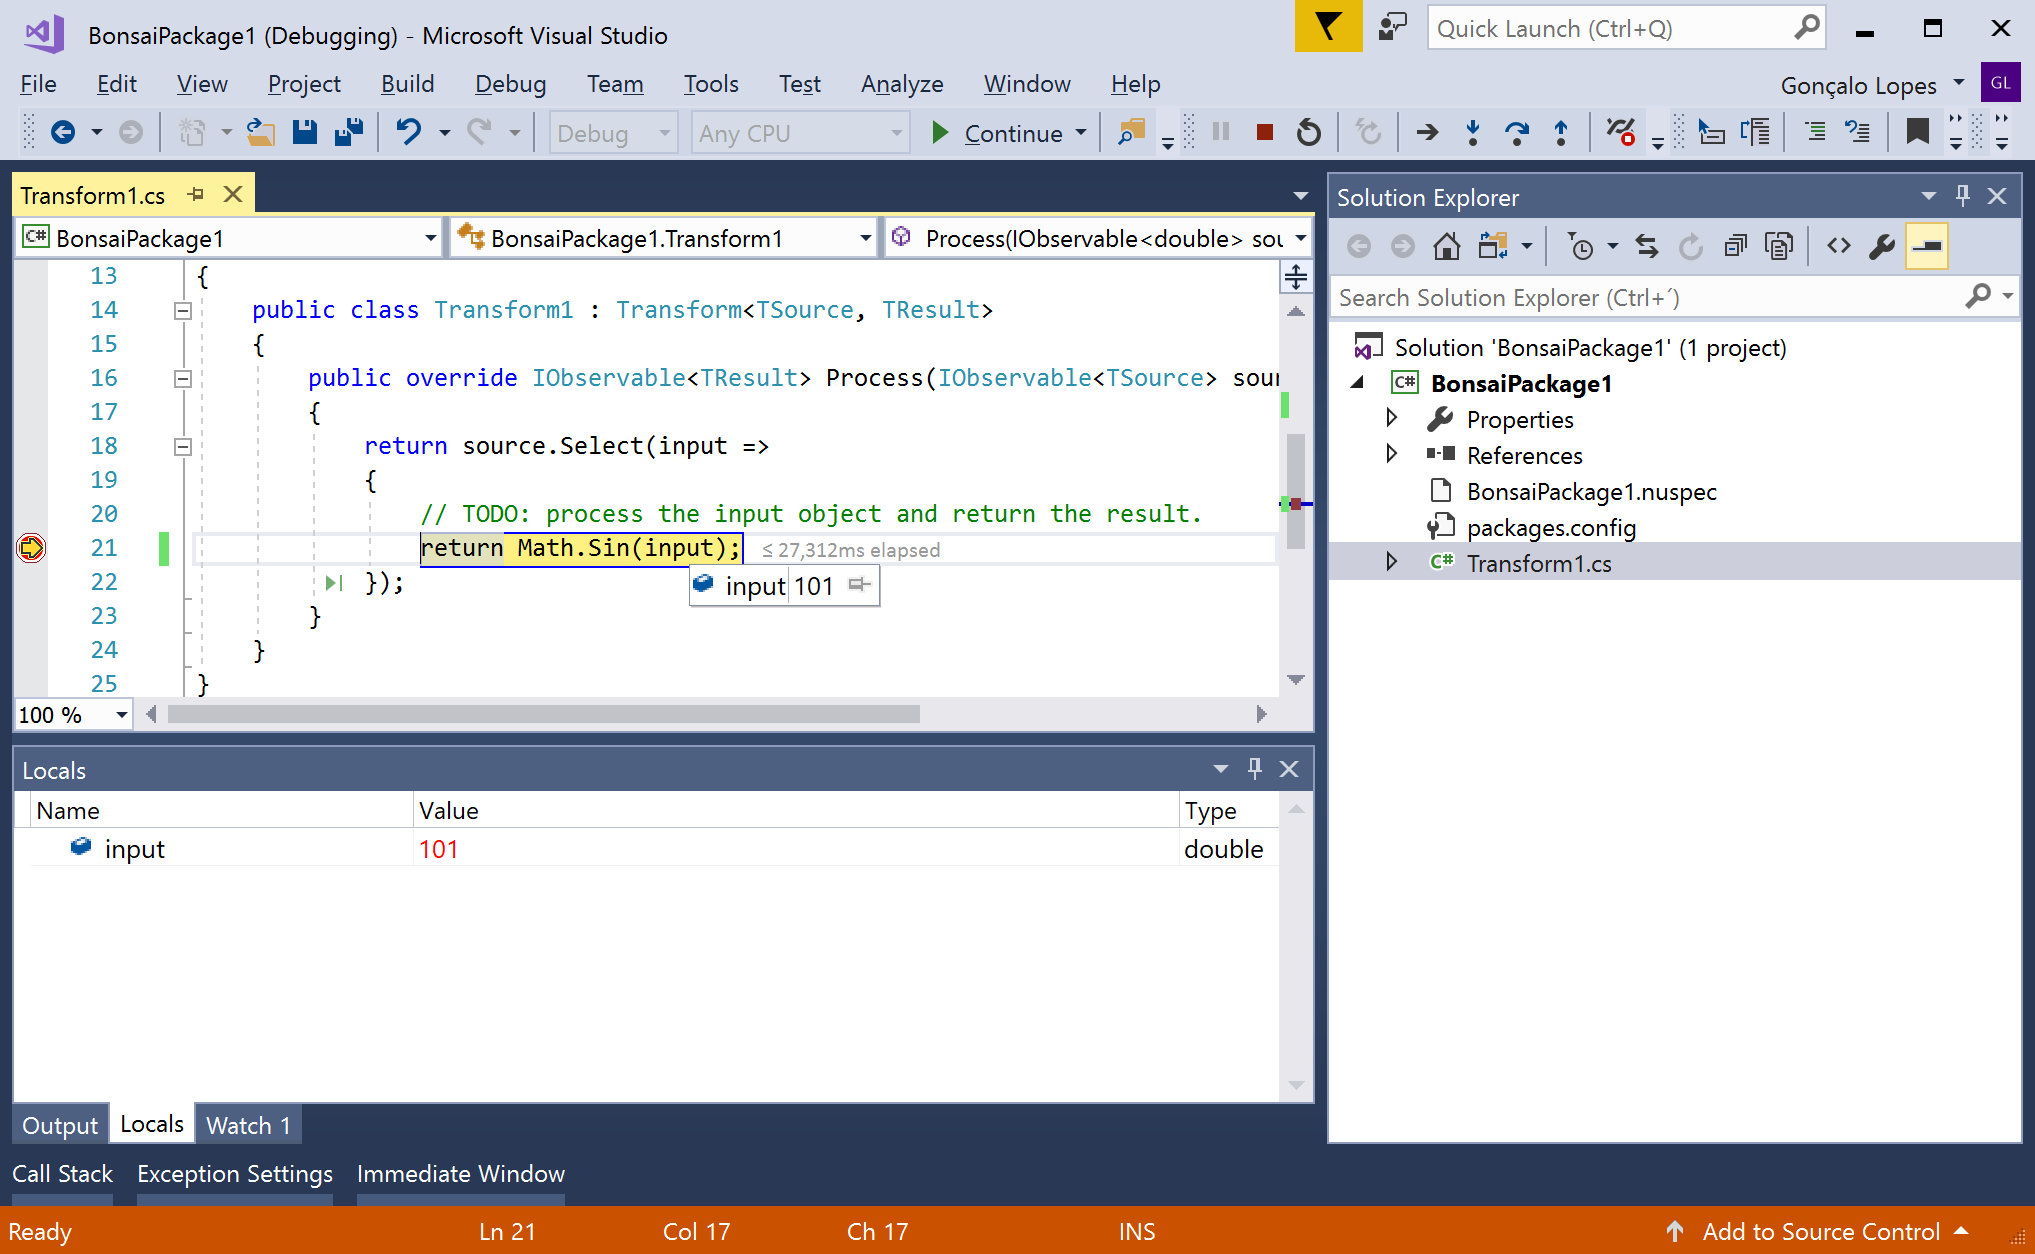 BonsaiPackage1 (Debugging) - Microsoft Visual Studio
Quick Launch (Ctrl+Q)
File Edit View Project Build Debug Team Tools Test Analyze Window Help
Gonçalo Lopes GL
Debug Any CPU Continue
Transform1.cs
C# BonsaiPackage1 BonsaiPackage1.Transform1 Process(IObservable<double> sou
13 {
14 public class Transform1 : Transform<TSource, TResult>
15 {
16 public override IObservable<TResult> Process(IObservable<TSource> sour
17 {
18 return source.Select(input =>
19 {
20 // TODO: process the input object and return the result.
21 return Math.Sin(input); ≤ 27,312ms elapsed
22 });
input 101
23 }
24 }
25 }
100 %
Locals
Name Value Type
input 101 double
Output Locals Watch 1
Call Stack Exception Settings Immediate Window
Solution Explorer
Search Solution Explorer (Ctrl+´)
Solution 'BonsaiPackage1' (1 project)
C# BonsaiPackage1
Properties
References
BonsaiPackage1.nuspec
packages.config
C# Transform1.cs
Ready Ln 21 Col 17 Ch 17 INS Add to Source Control